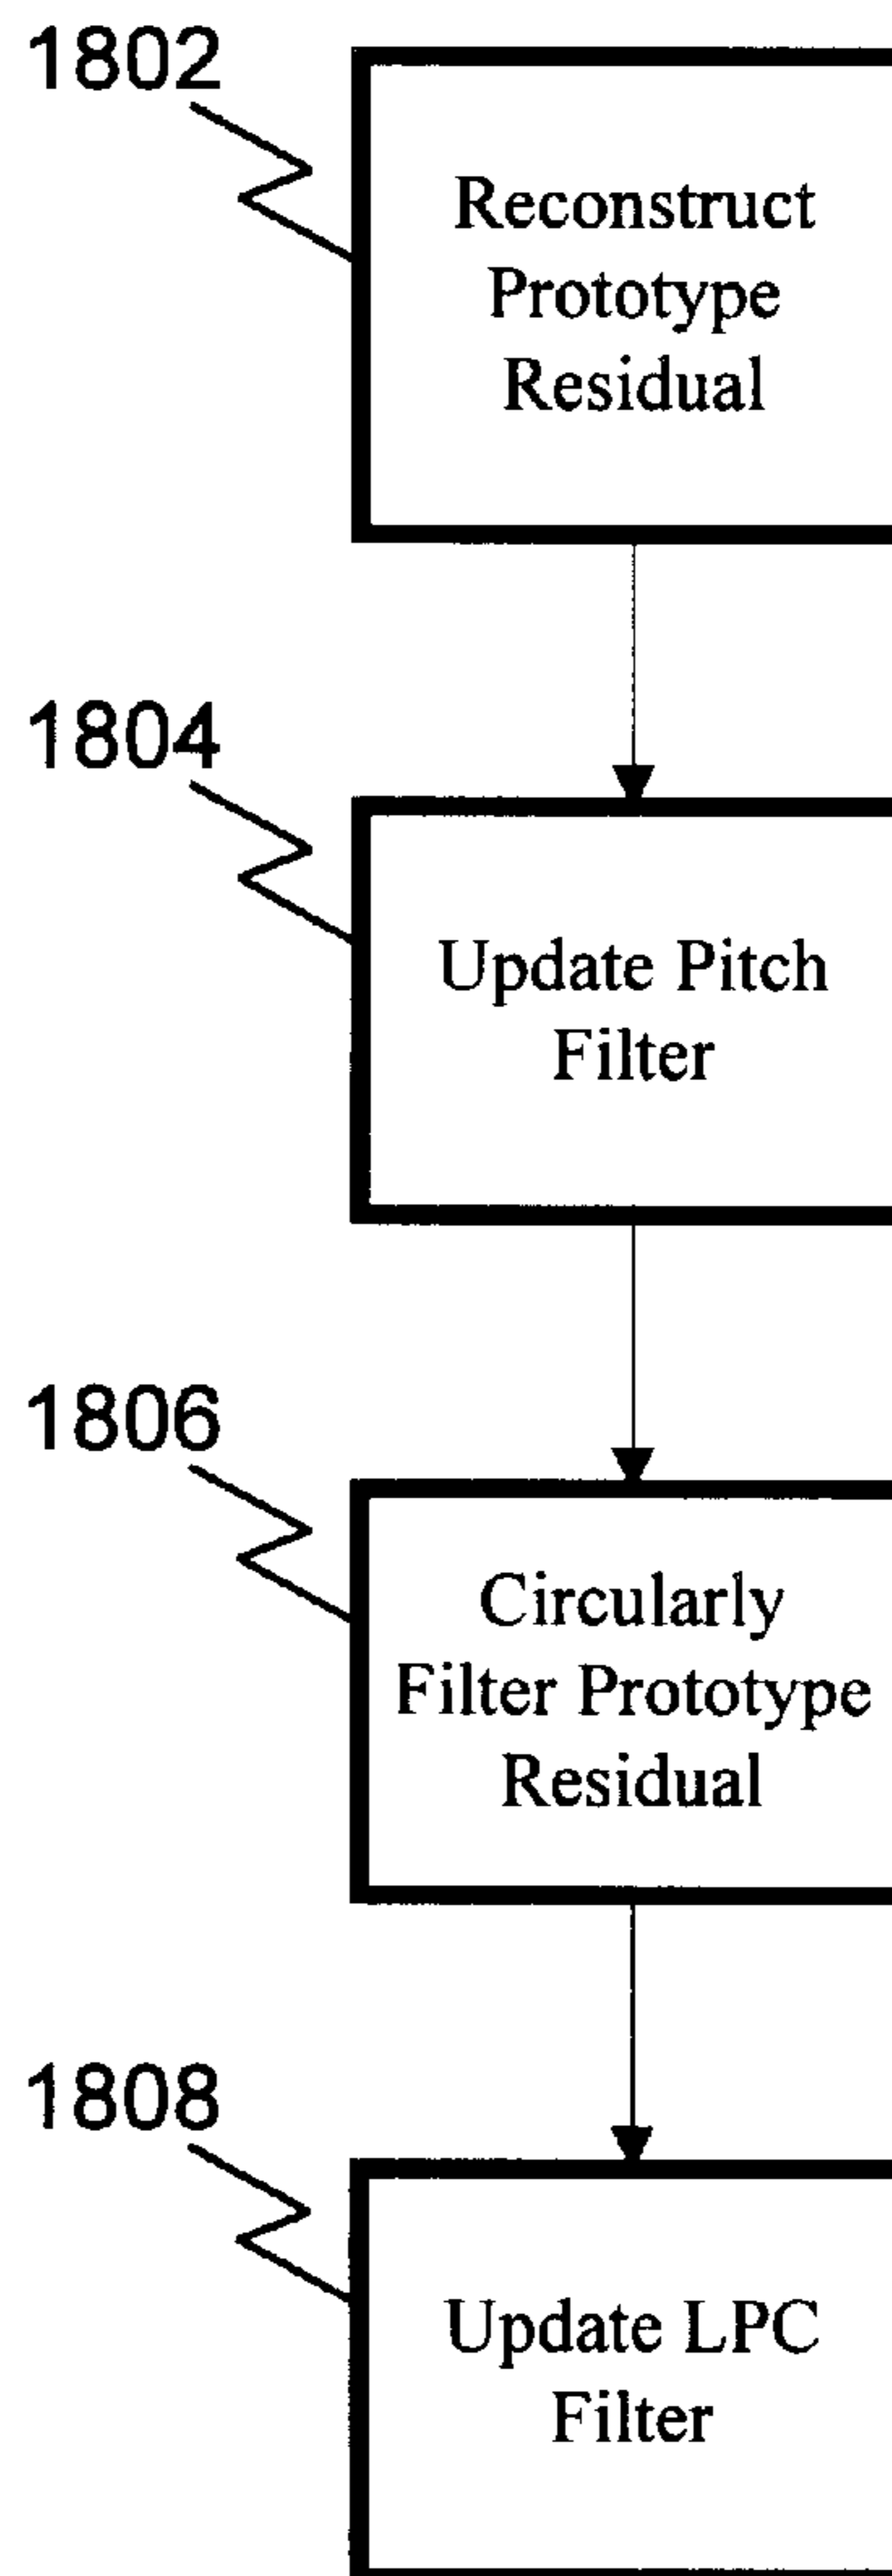 1802
Reconstruct
Prototype
Residual
1804
Update Pitch
Filter
1806
Circularly
Filter Prototype
Residual
1808
Update LPC
Filter